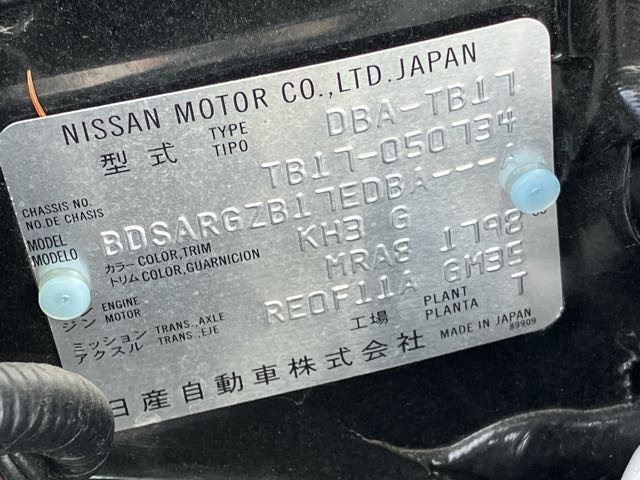 NISSAN MOTOR CO.,LTD.JAPAN
型式 TYPE TIPO DBA-TB17
CHASSIS NO. NO.DE CHASIS TB17-050734
MODEL MODELO BDSARGZB17EDBA---A
カラー COLOR,TRIM トリム COLOR,GUARNICION KH3 G
ENGINE MOTOR MRA8 1798
ミッション TRANS.,AXLE アクスル TRANS.,EJE RE0F11A GM35
工場 PLANT PLANTA T
日産自動車株式会社 MADE IN JAPAN
89909